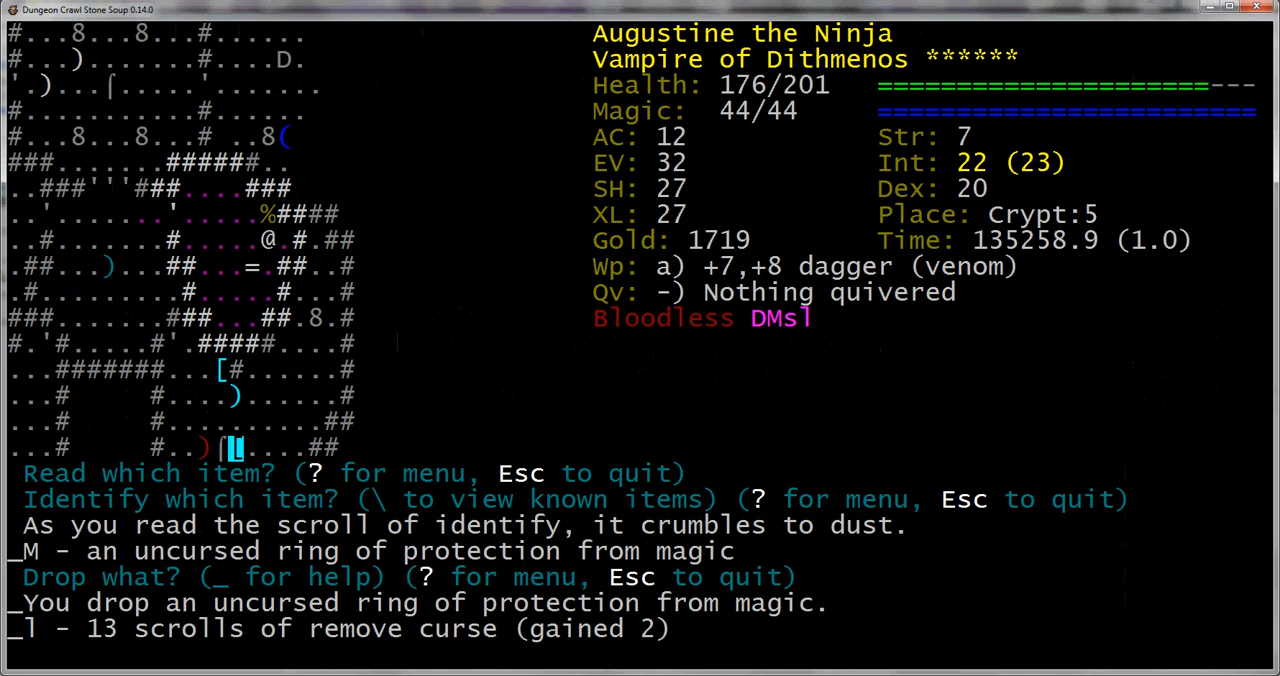 Dungeon Crawl Stone Soup 0.14.0
#...8...8...#......
#...).......#....D.
'.)...⌠.....'.......
#...........#......
#...8...8...#..8(
###.......######..
..###'''###....###
..'.......'.....%####
..#.......#.....@.#.##
.##...)...##...=.##..#
.#.........#.....#...#
###.......###...##.8.#
#.'#.....#'.####....#
...#######...[#......#
...# #....)......#
...# #..........##
...# #..)⌠[....##
Augustine the Ninja
Vampire of Dithmenos ******
Health: 176/201 =====================---
Magic: 44/44 ========================
AC: 12 Str: 7
EV: 32 Int: 22 (23)
SH: 27 Dex: 20
XL: 27 Place: Crypt:5
Gold: 1719 Time: 135258.9 (1.0)
Wp: a) +7,+8 dagger (venom)
Qv: -) Nothing quivered
Bloodless DMsl
Read which item? (? for menu, Esc to quit)
Identify which item? (\ to view known items) (? for menu, Esc to quit)
As you read the scroll of identify, it crumbles to dust.
_M - an uncursed ring of protection from magic
Drop what? (_ for help) (? for menu, Esc to quit)
_You drop an uncursed ring of protection from magic.
_l - 13 scrolls of remove curse (gained 2)